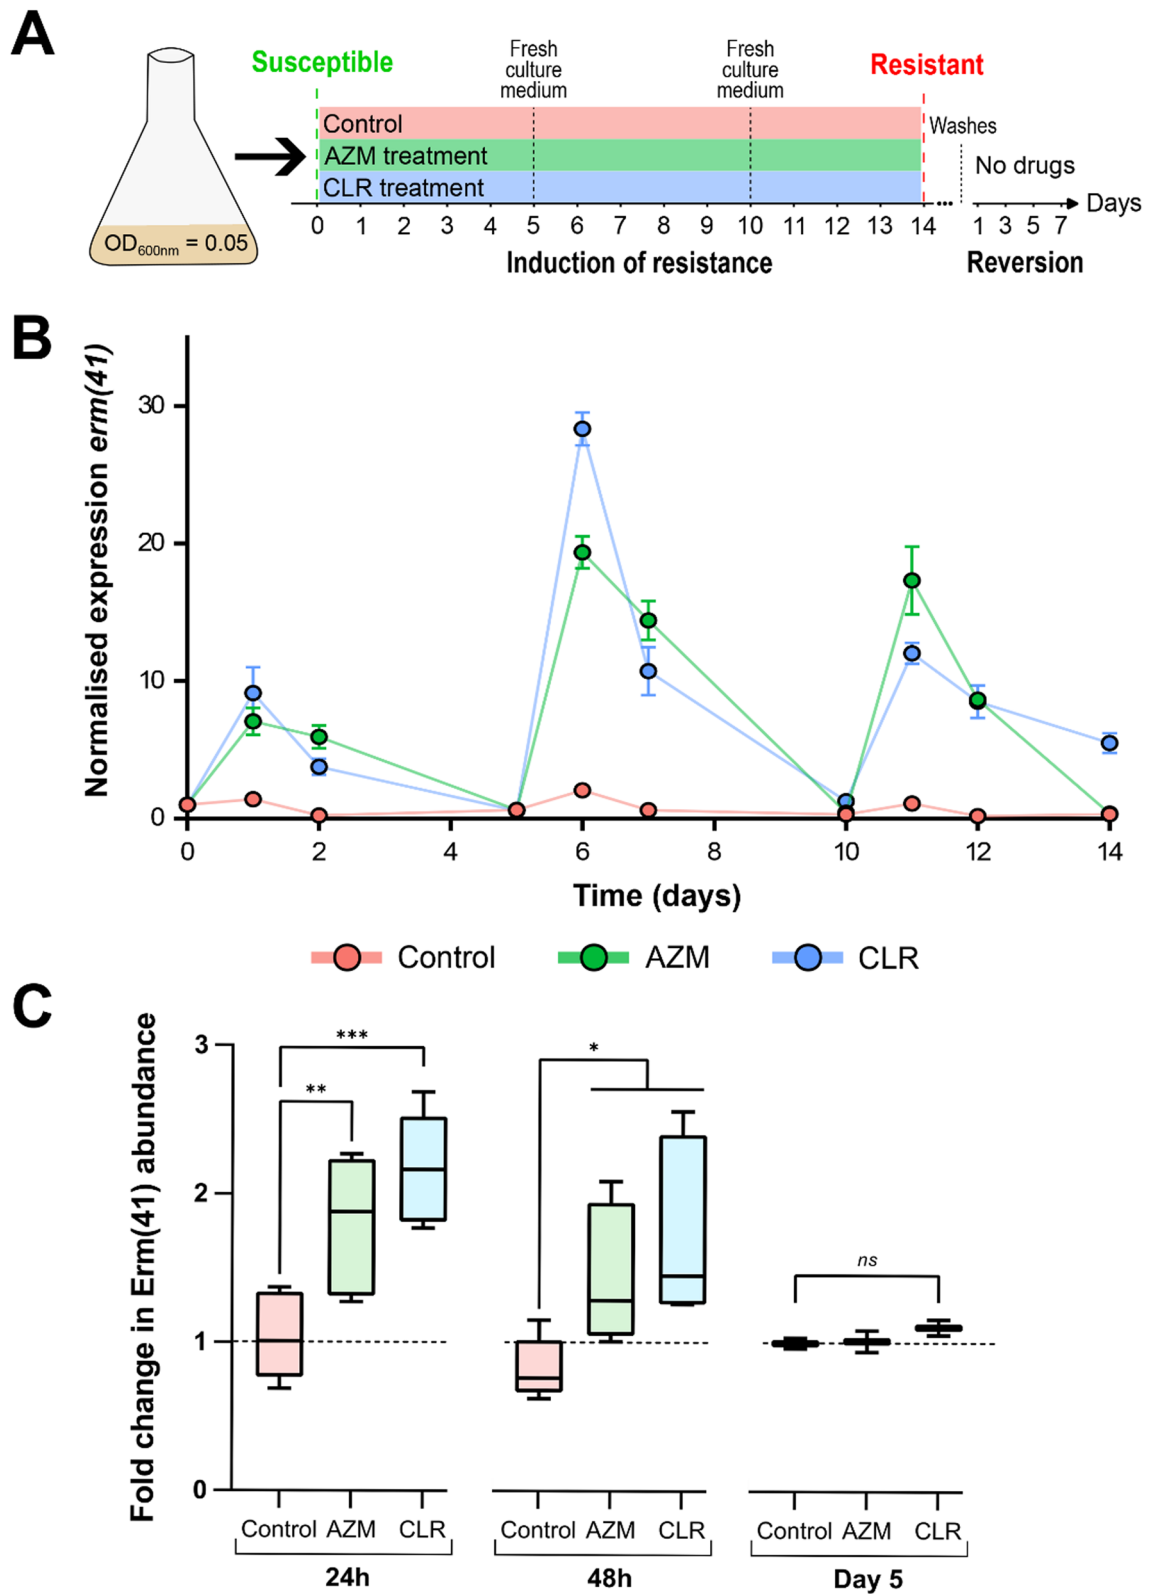 A
Susceptible
Fresh
culture
medium
Fresh
culture
medium
Resistant
Control
Washes
AZM treatment
No drugs
CLR treatment
Days
OD600nm = 0.05
0 1 2 3 4 5 6 7 8 9 10 11 12 13 14 ... 1 3 5 7
Induction of resistance
Reversion
B
Normalised expression erm(41)
30
20
10
0
0 2 4 6 8 10 12 14
Time (days)
Control AZM CLR
C
Fold change in Erm(41) abundance
3
2
1
0
***
**
*
ns
Control AZM CLR Control AZM CLR Control AZM CLR
24h 48h Day 5